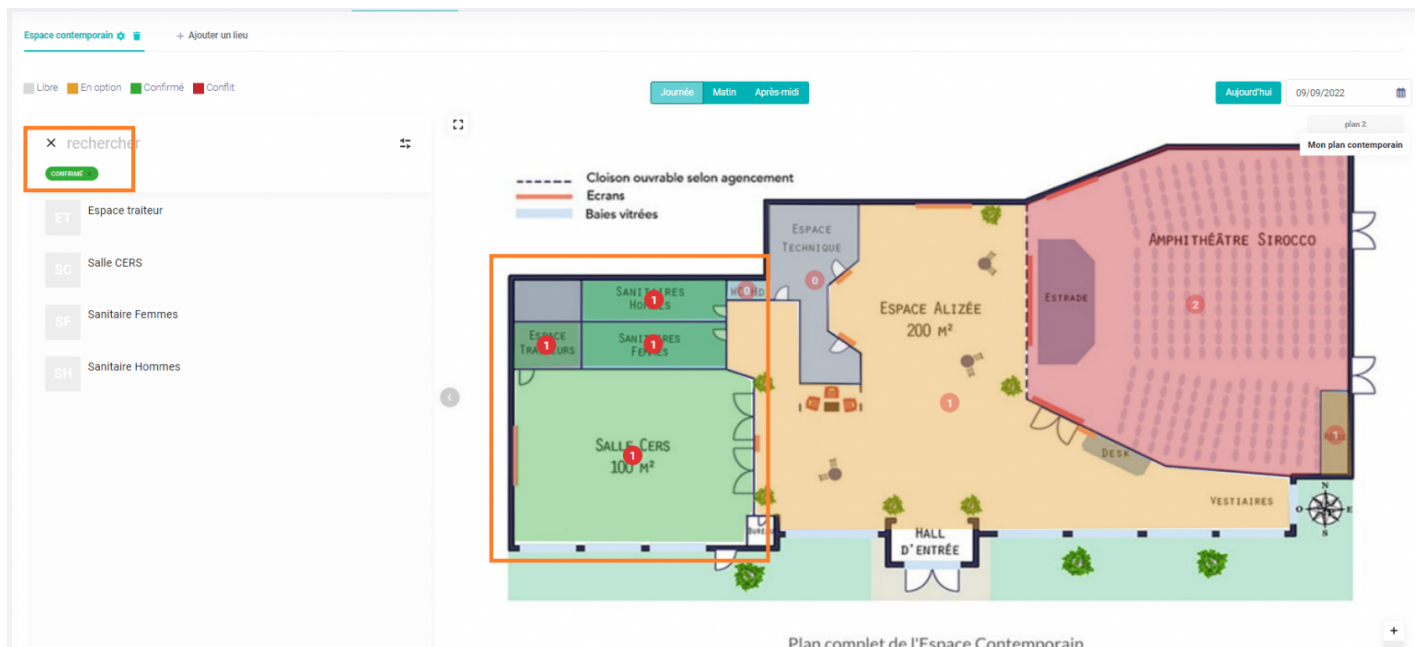 Espace contemporain
+ Ajouter un lieu
Libre En option Confirmé Conflit
Journée Matin Après-midi
Aujourd'hui 09/09/2022
plan 2
Mon plan contemporain
× rechercher
CONFIRMÉ ×
ET Espace traiteur
SC Salle CERS
SF Sanitaire Femmes
SH Sanitaire Hommes
Cloison ouvrable selon agencement
Ecrans
Baies vitrées
ESPACE
TECHNIQUE
0
AMPHITHÉÂTRE SIROCCO
ESTRADE
2
SANITAIRES
HOMMES
1
0
ESPACE ALIZÉE
200 M²
1
ESPACE
TRAITEURS
1
SANITAIRES
FEMMES
1
SALLE CERS
100 M²
1
DESK
1
VESTIAIRES
N
O E
S
BUREAU
HALL
D'ENTRÉE
Plan complet de l'Espace Contemporain
+